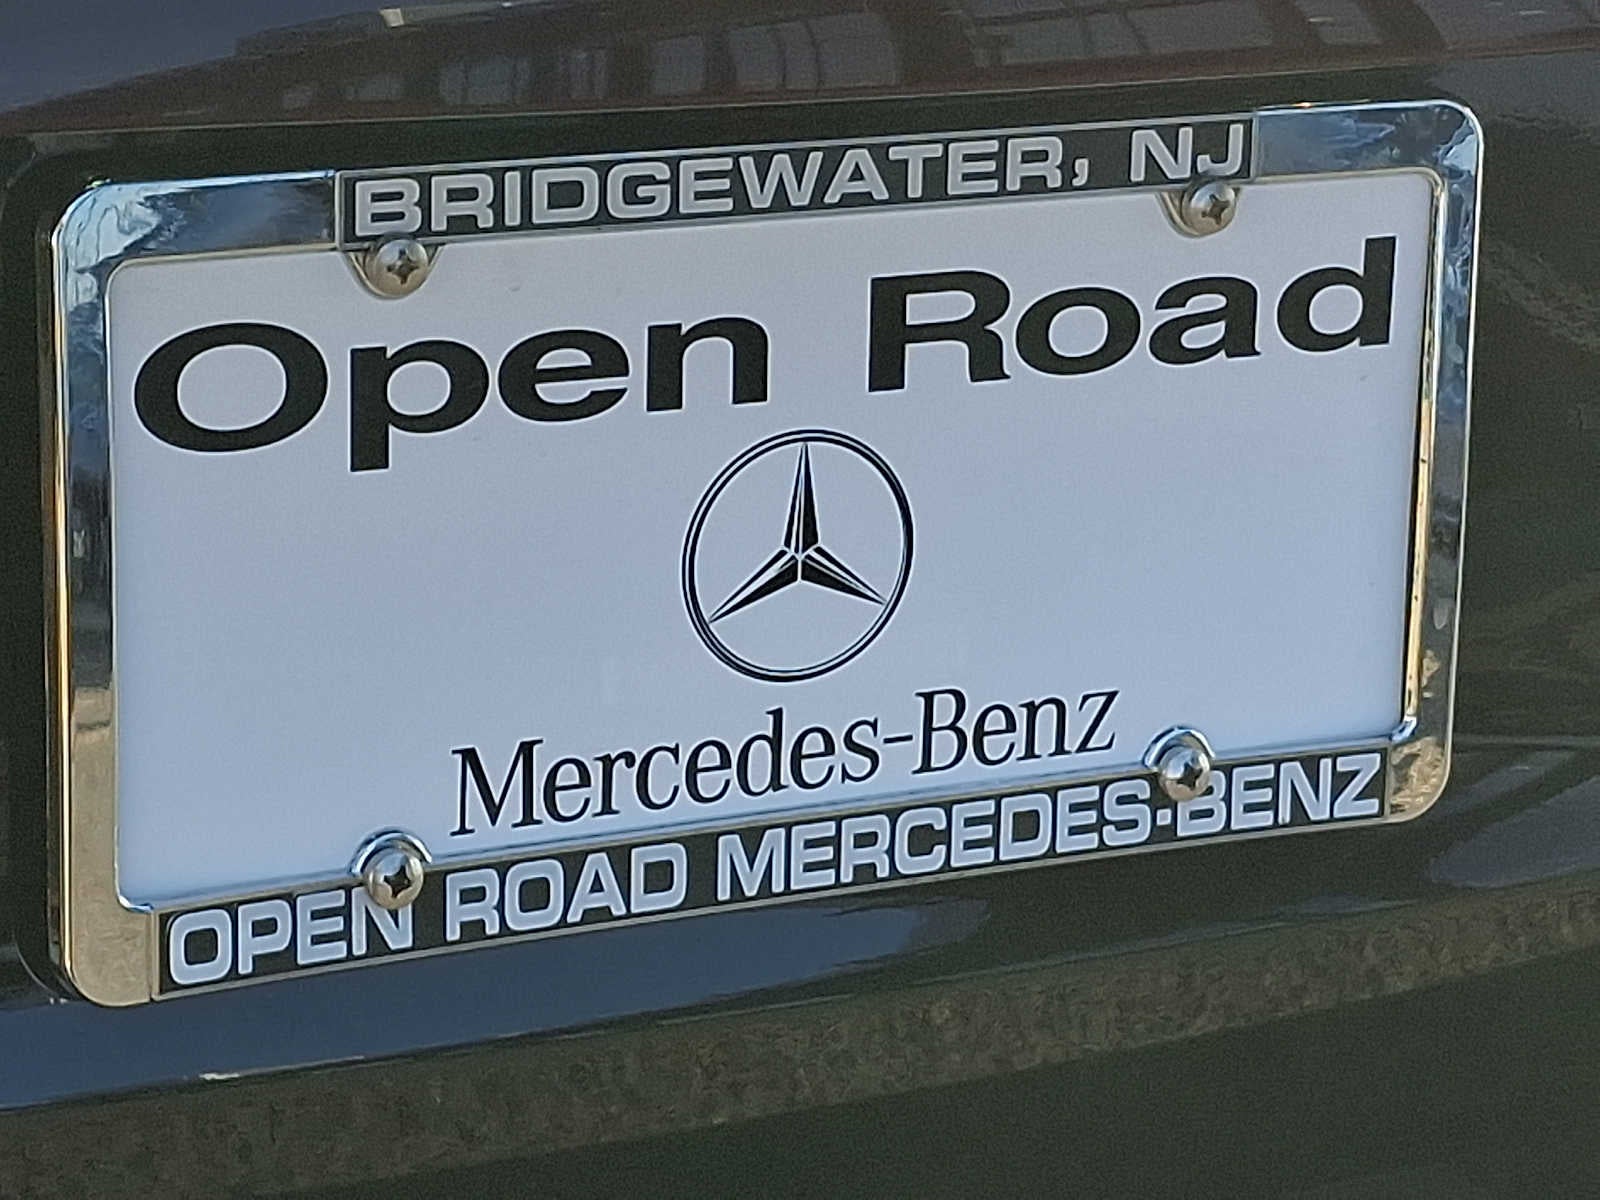 BRIDGEWATER, NJ
Open Road
Mercedes-Benz
OPEN ROAD MERCEDES-BENZ